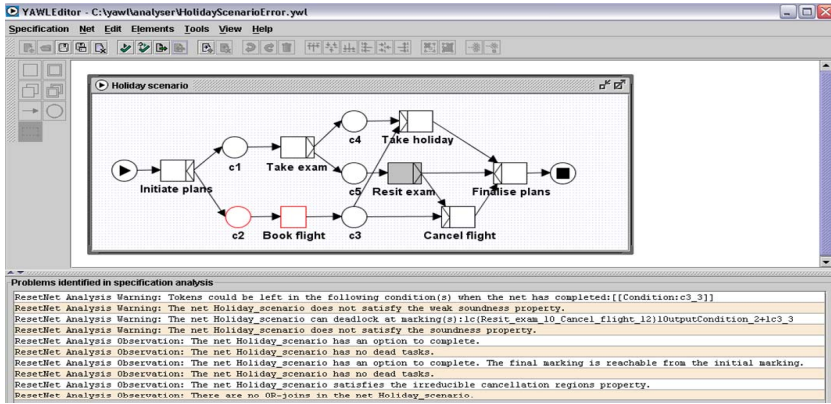 YAWLEditor - C:\yawl\analyser\HolidayScenarioError.ywl
Specification Net Edit Elements Tools View Help
Holiday scenario
c4 Take holiday
c1 Take exam
Initiate plans c5 Resit exam Finalise plans
c2 Book flight c3 Cancel flight
Problems identified in specification analysis
ResetNet Analysis Warning: Tokens could be left in the following condition(s) when the net has completed:[[Condition:c3_3]]
ResetNet Analysis Warning: The net Holiday_scenario does not satisfy the weak soundness property.
ResetNet Analysis Warning: The net Holiday_scenario can deadlock at marking(s):1c{Resit_exam_10_Cancel_flight_12}1OutputCondition_2+1c3_3
ResetNet Analysis Warning: The net Holiday_scenario does not satisfy the soundness property.
ResetNet Analysis Observation: The net Holiday_scenario has an option to complete.
ResetNet Analysis Observation: The net Holiday_scenario has no dead tasks.
ResetNet Analysis Observation: The net Holiday_scenario has an option to complete. The final marking is reachable from the initial marking.
ResetNet Analysis Observation: The net Holiday_scenario has no dead tasks.
ResetNet Analysis Observation: The net Holiday_scenario satisfies the irreducible cancellation regions property.
ResetNet Analysis Observation: There are no OR-joins in the net Holiday_scenario.